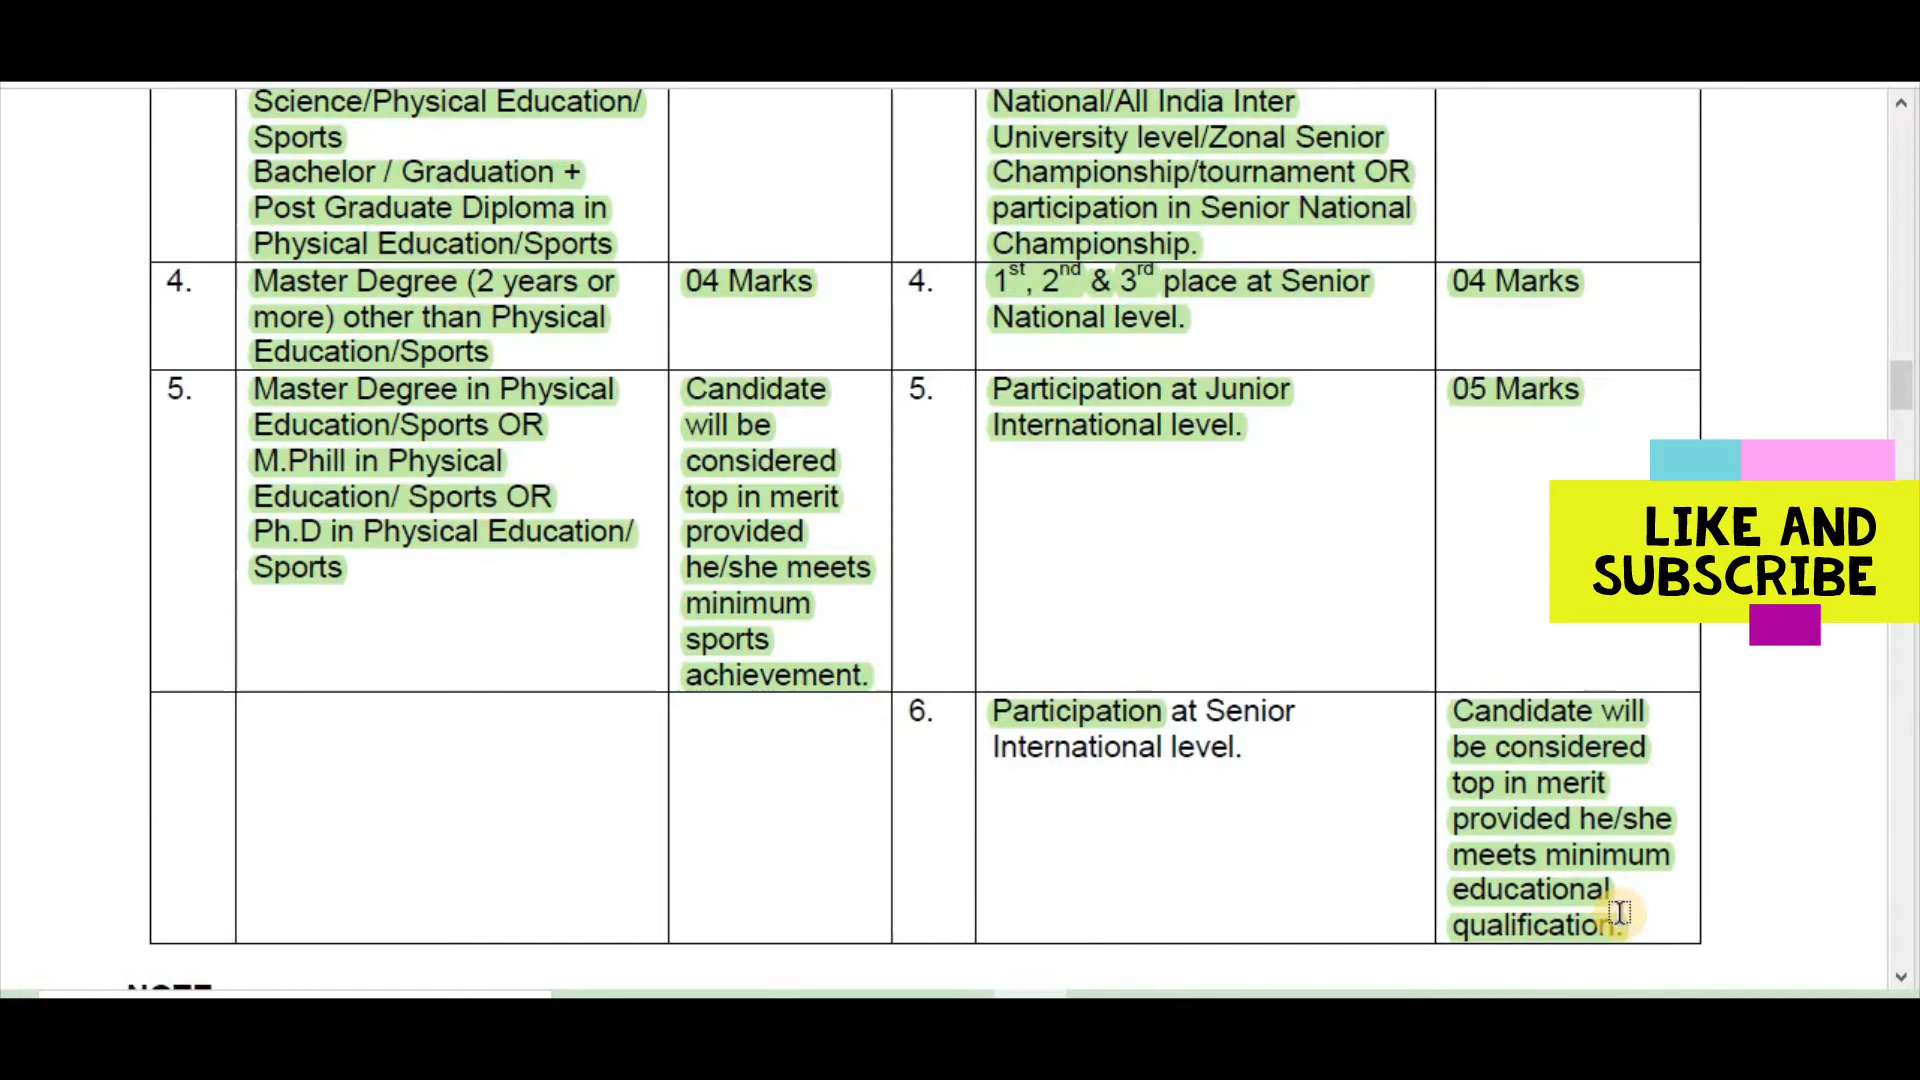 Science/Physical Education/
Sports
Bachelor / Graduation +
Post Graduate Diploma in
Physical Education/Sports
National/All India Inter
University level/Zonal Senior
Championship/tournament OR
participation in Senior National
Championship.
4.
Master Degree (2 years or
more) other than Physical
Education/Sports
04 Marks
4.
1st, 2nd & 3rd place at Senior
National level.
04 Marks
5.
Master Degree in Physical
Education/Sports OR
M.Phill in Physical
Education/ Sports OR
Ph.D in Physical Education/
Sports
Candidate
will be
considered
top in merit
provided
he/she meets
minimum
sports
achievement.
5.
Participation at Junior
International level.
05 Marks
LIKE AND
SUBSCRIBE
6.
Participation at Senior
International level.
Candidate will
be considered
top in merit
provided he/she
meets minimum
educational
qualification.
NOTE